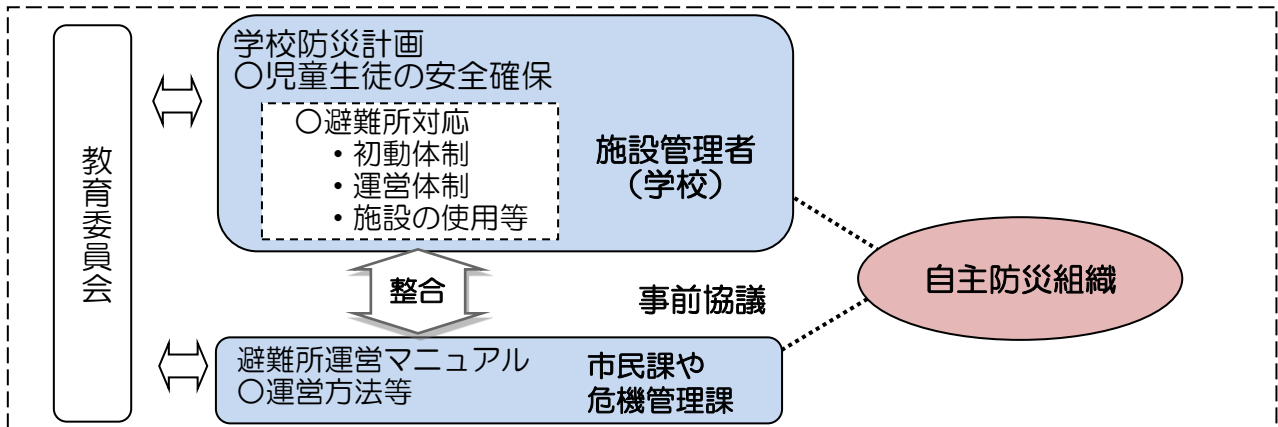 教育委員会
学校防災計画
○児童生徒の安全確保
○避難所対応
・初動体制
・運営体制
・施設の使用等
施設管理者
（学校）
整合
事前協議
自主防災組織
避難所運営マニュアル
○運営方法等
市民課や
危機管理課